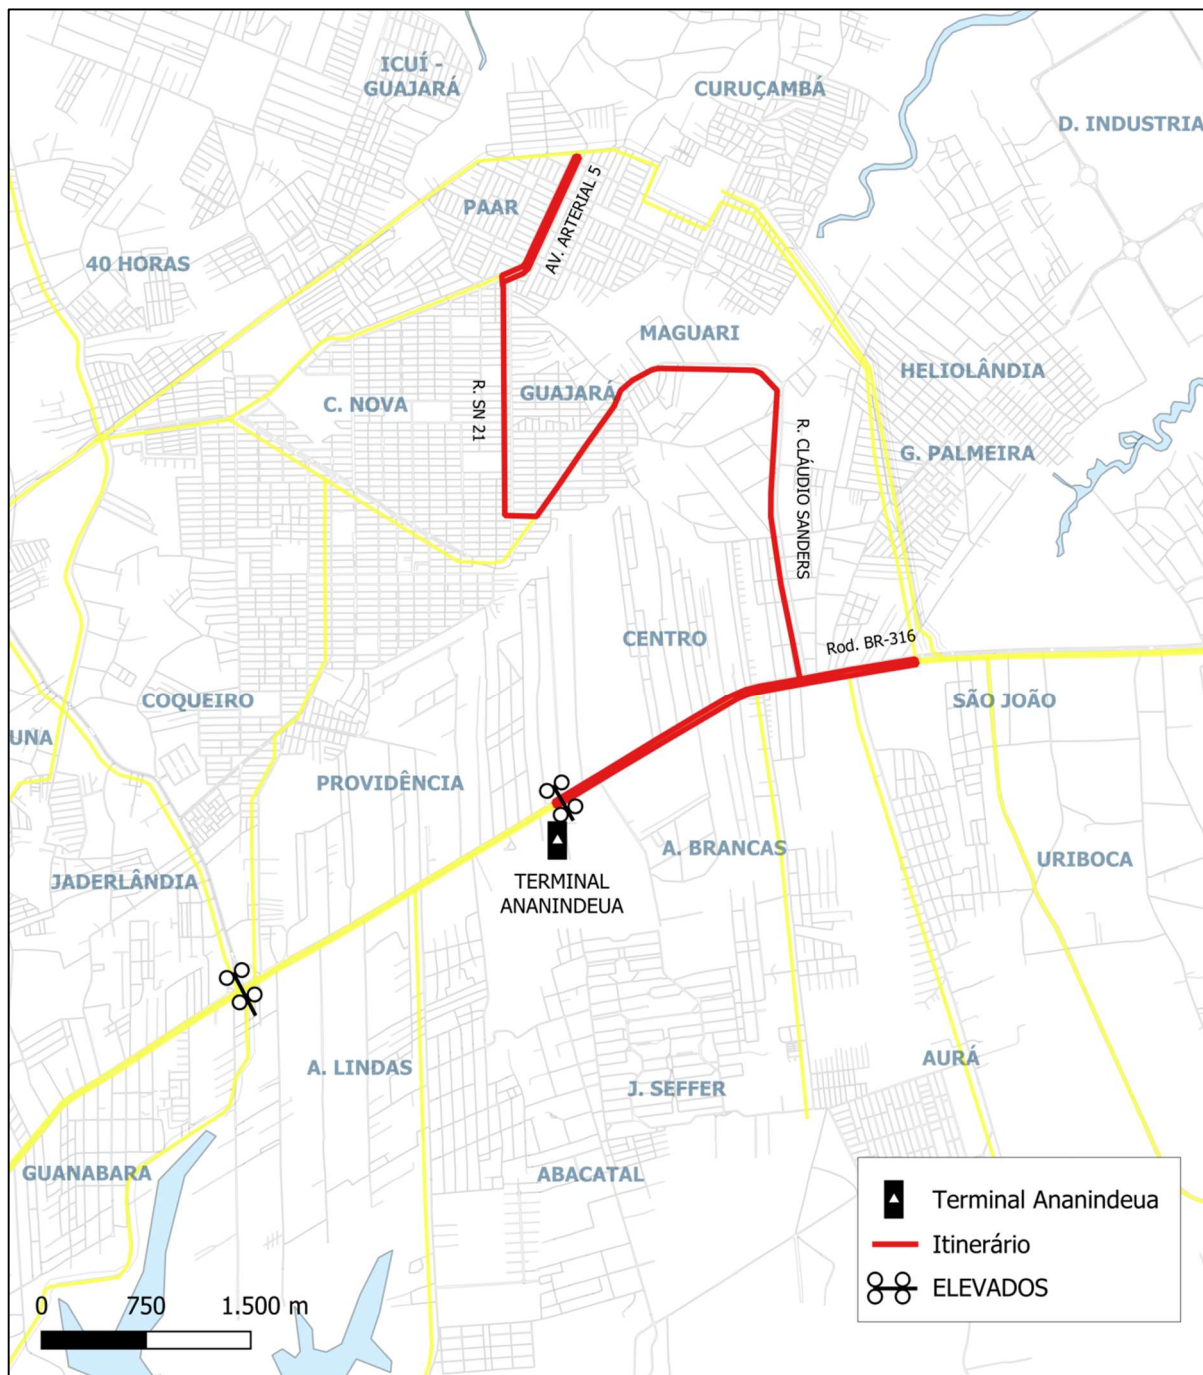 ICUÍ -
GUAJARÁ
CURUÇAMBÁ
D. INDUSTRIA
PAAR
AV. ARTERIAL 5
40 HORAS
MAGUARI
HELIOLÂNDIA
GUAJARÁ
C. NOVA
R. SN 21
R. CLÁUDIO SANDERS
G. PALMEIRA
CENTRO
Rod. BR-316
COQUEIRO
SÃO JOÃO
UNA
PROVIDÊNCIA
A. BRANCAS
URIBOCA
JADERLÂNDIA
TERMINAL
ANANINDEUA
A. LINDAS
AURÁ
J. SEFFER
GUANABARA
ABACATAL
Terminal Ananindeua
Itinerário
ELEVADOS
0 750 1.500 m